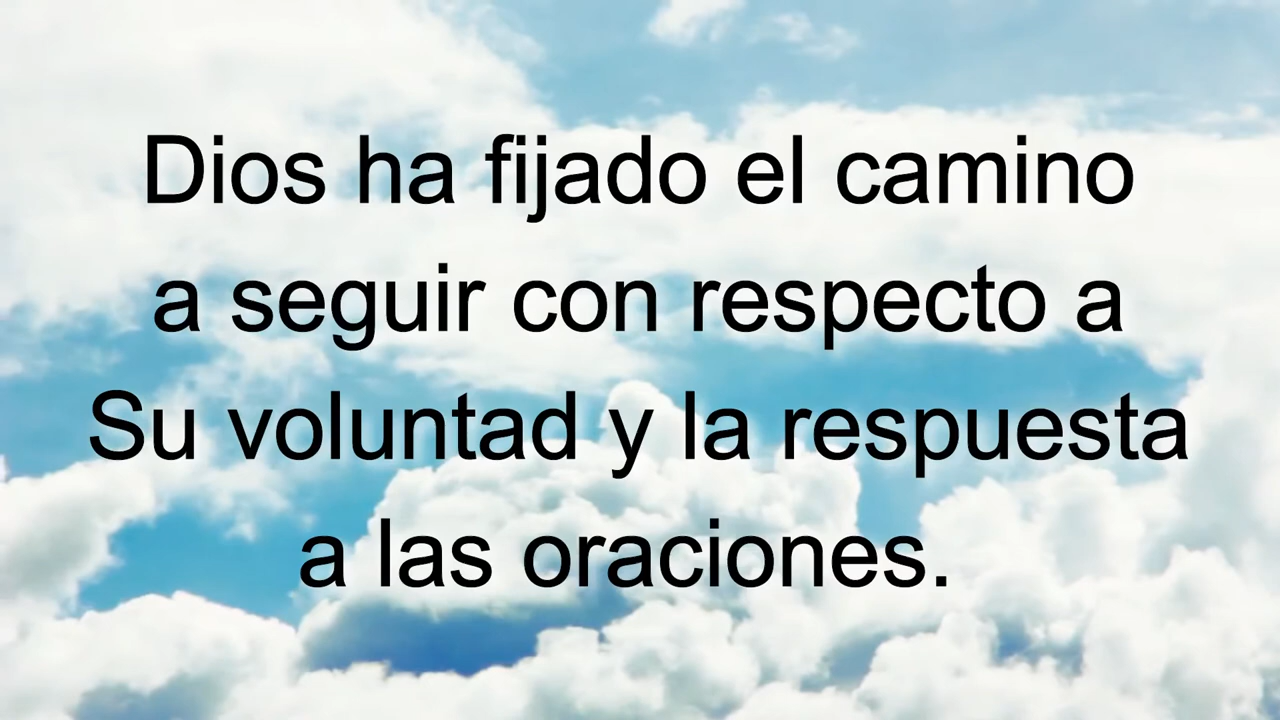 Dios ha fijado el camino
a seguir con respecto a
Su voluntad y la respuesta
a las oraciones.